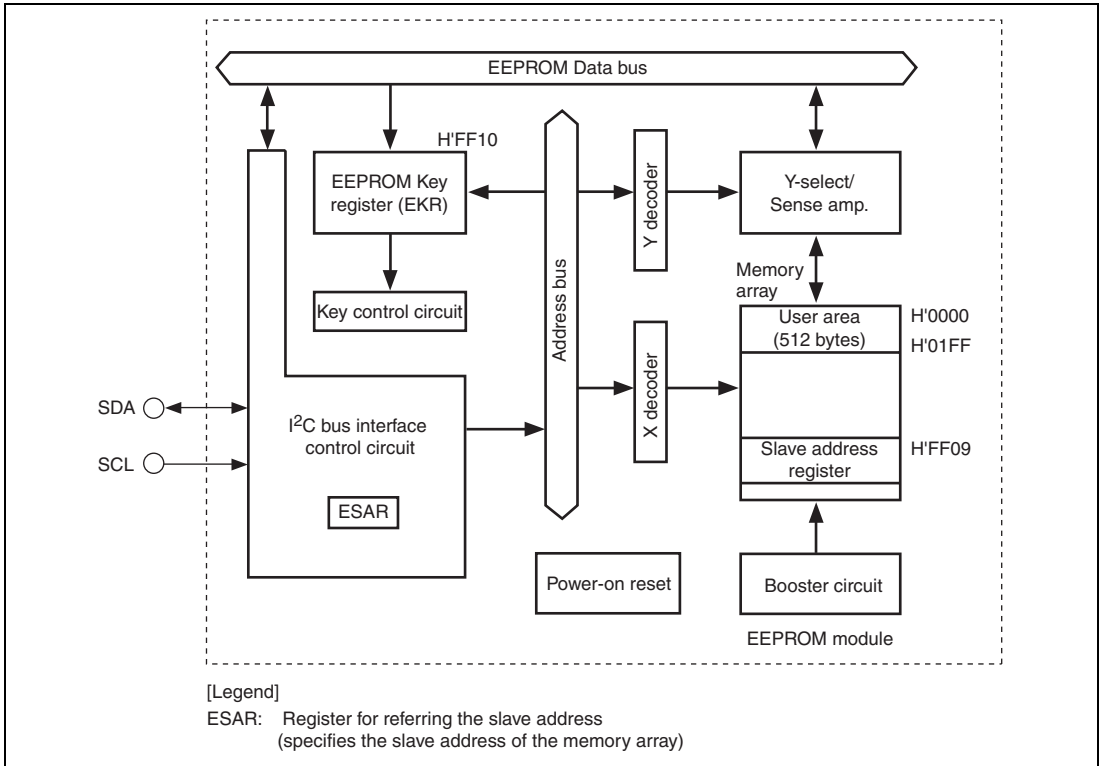 EEPROM Data bus
H'FF10
EEPROM Key
register (EKR)
Y decoder
Y-select/
Sense amp.
Key control circuit
Address bus
Memory
array
User area
(512 bytes)
H'0000
H'01FF
X decoder
SDA
SCL
I2C bus interface
control circuit
ESAR
Slave address
register
H'FF09
Power-on reset
Booster circuit
EEPROM module
[Legend]
ESAR: Register for referring the slave address
(specifies the slave address of the memory array)